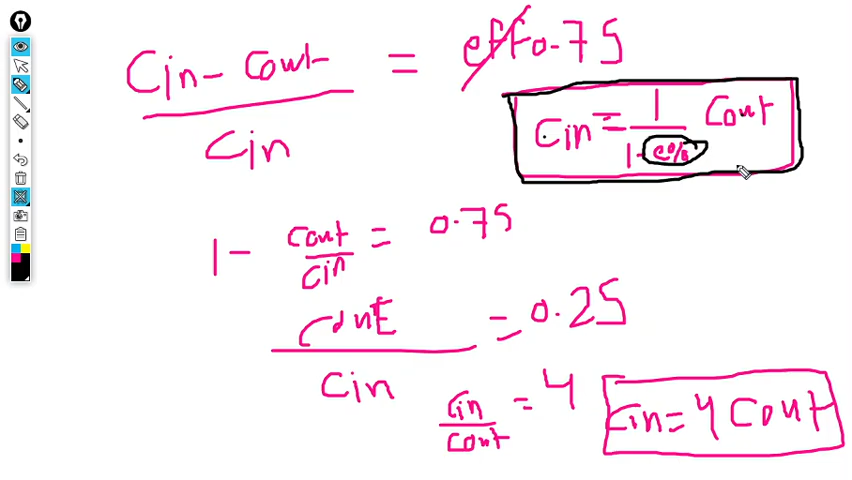 Cin - Cout = eff 0.75
Cin
Cin = 1 Cout
1 - e%
1 - Cout = 0.75
Cin
Cout = 0.25
Cin
Cin = 4
Cout
Cin = 4 Cout